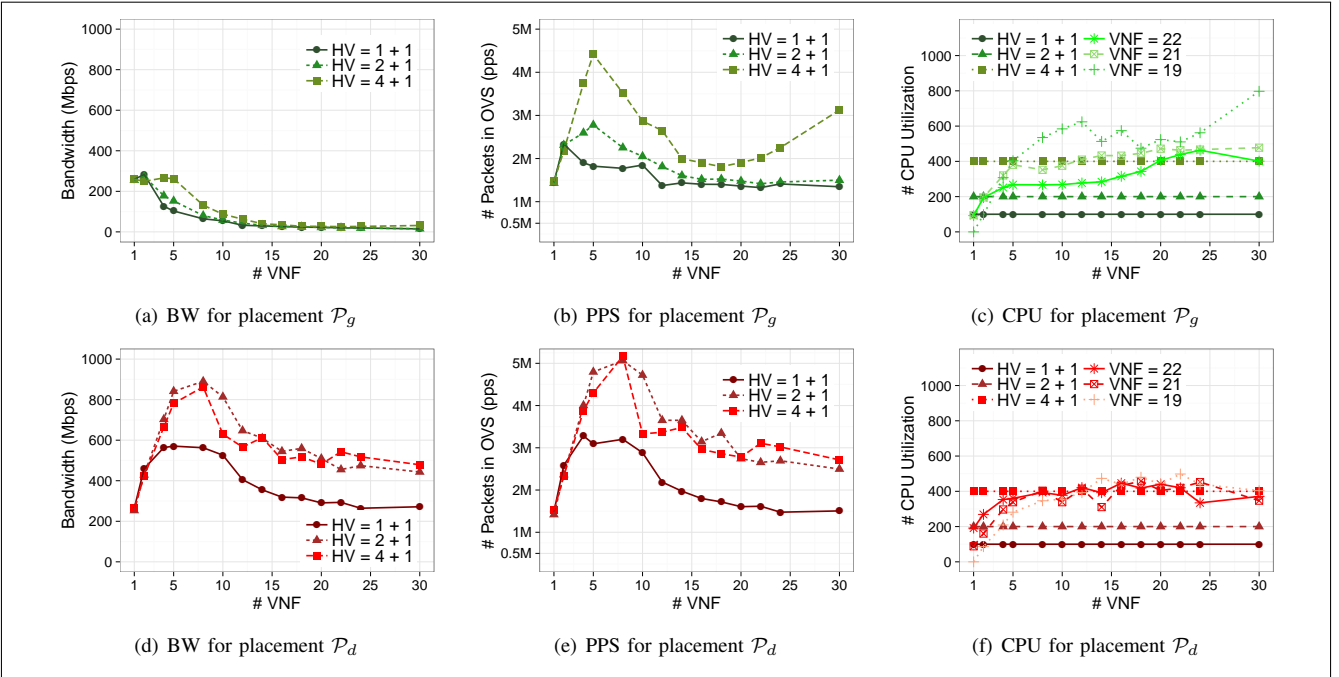 1000
800
600
400
200
0
Bandwidth (Mbps)
HV = 1 + 1
HV = 2 + 1
HV = 4 + 1
1 5 10 15 20 25 30
# VNF
(a) BW for placement 𝒫g
5M
4M
3M
2M
1M
0.5M
# Packets in OVS (pps)
HV = 1 + 1
HV = 2 + 1
HV = 4 + 1
1 5 10 15 20 25 30
# VNF
(b) PPS for placement 𝒫g
1000
800
600
400
200
0
# CPU Utilization
HV = 1 + 1 VNF = 22
HV = 2 + 1 VNF = 21
HV = 4 + 1 VNF = 19
1 5 10 15 20 25 30
# VNF
(c) CPU for placement 𝒫g
1000
800
600
400
200
0
Bandwidth (Mbps)
HV = 1 + 1
HV = 2 + 1
HV = 4 + 1
1 5 10 15 20 25 30
# VNF
(d) BW for placement 𝒫d
5M
4M
3M
2M
1M
0.5M
# Packets in OVS (pps)
HV = 1 + 1
HV = 2 + 1
HV = 4 + 1
1 5 10 15 20 25 30
# VNF
(e) PPS for placement 𝒫d
1000
800
600
400
200
0
# CPU Utilization
HV = 1 + 1 VNF = 22
HV = 2 + 1 VNF = 21
HV = 4 + 1 VNF = 19
1 5 10 15 20 25 30
# VNF
(f) CPU for placement 𝒫d